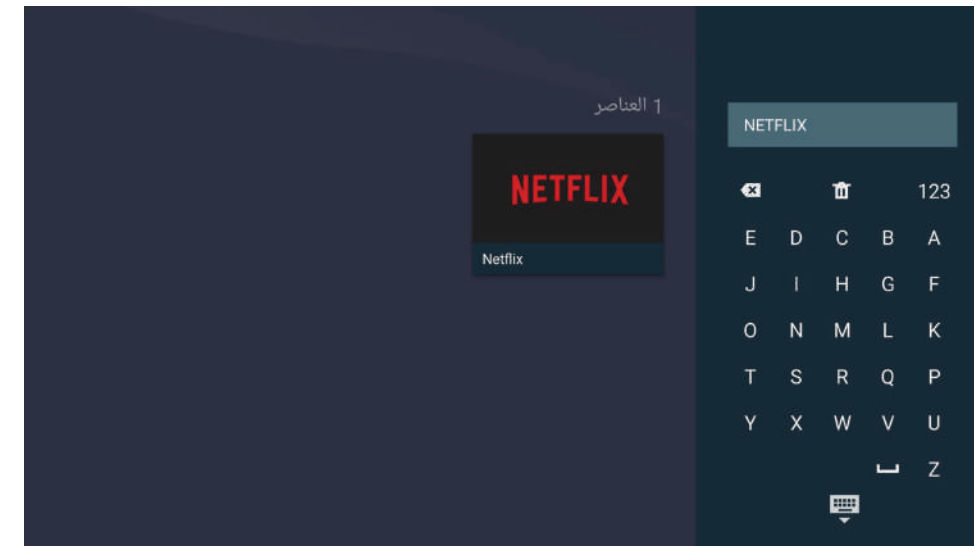 1 العناصر
NETFLIX
Netflix
NETFLIX
123
E D C B A
J I H G F
O N M L K
T S R Q P
Y X W V U
Z